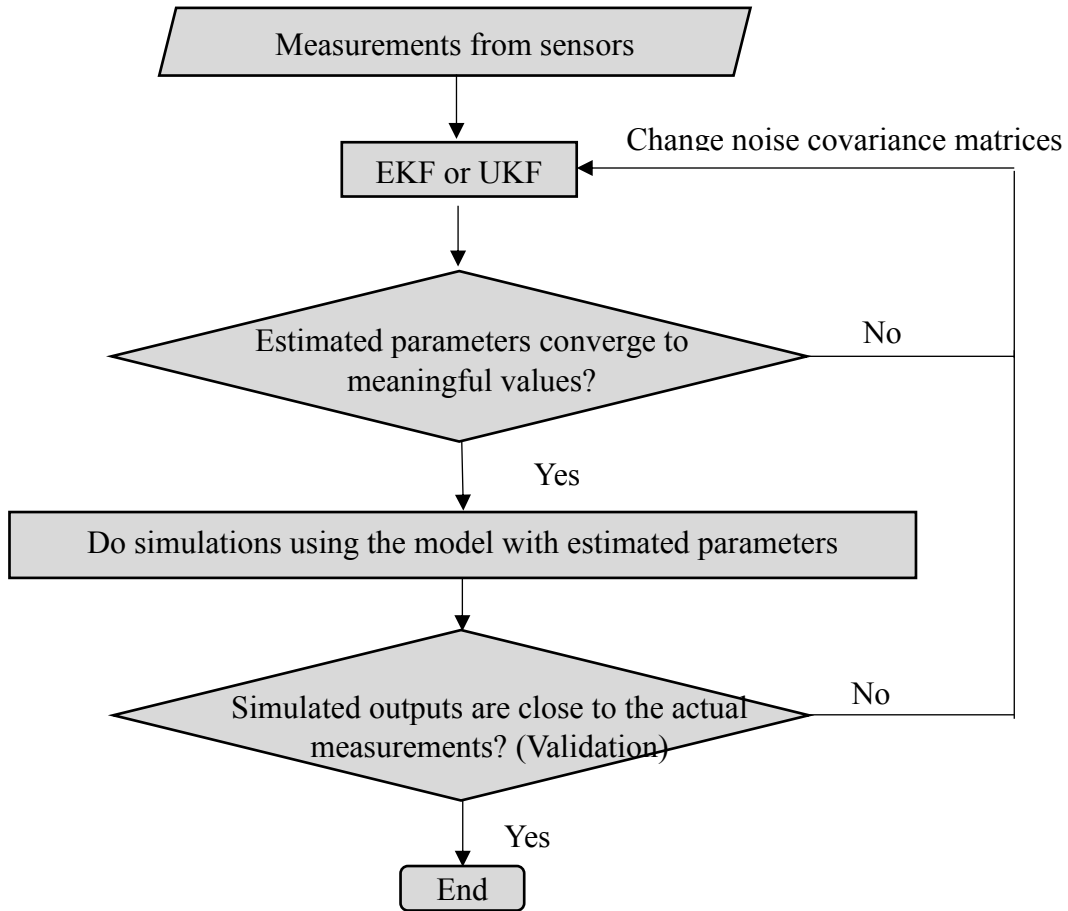 Measurements from sensors
Change noise covariance matrices
EKF or UKF
Estimated parameters converge to
meaningful values?
No
Yes
Do simulations using the model with estimated parameters
Simulated outputs are close to the actual
measurements? (Validation)
No
Yes
End